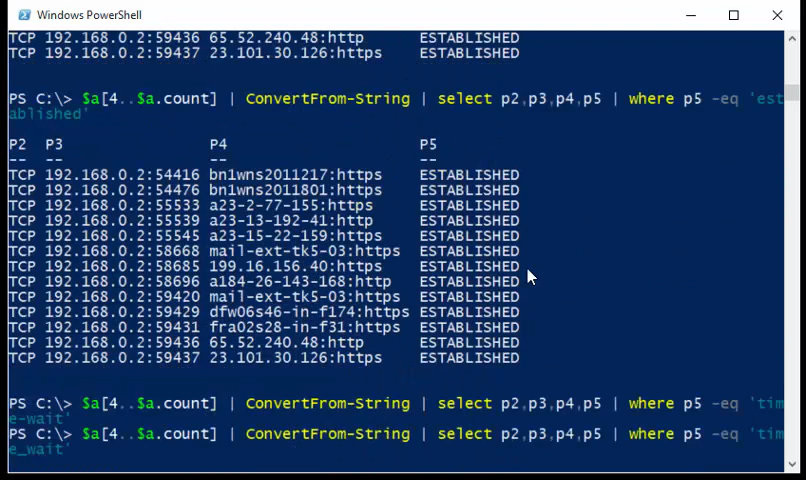 Windows PowerShell
TCP 192.168.0.2:59436 65.52.240.48:http ESTABLISHED
TCP 192.168.0.2:59437 23.101.30.126:https ESTABLISHED
PS C:\> $a[4..$a.count] | ConvertFrom-String | select p2,p3,p4,p5 | where p5 -eq 'est
ablished'
P2 P3 P4 P5
-- -- -- --
TCP 192.168.0.2:54416 bn1wns2011217:https ESTABLISHED
TCP 192.168.0.2:54476 bn1wns2011801:https ESTABLISHED
TCP 192.168.0.2:55533 a23-2-77-155:https ESTABLISHED
TCP 192.168.0.2:55539 a23-13-192-41:http ESTABLISHED
TCP 192.168.0.2:55545 a23-15-22-159:https ESTABLISHED
TCP 192.168.0.2:58668 mail-ext-tk5-03:https ESTABLISHED
TCP 192.168.0.2:58685 199.16.156.40:https ESTABLISHED
TCP 192.168.0.2:58696 a184-26-143-168:http ESTABLISHED
TCP 192.168.0.2:59420 mail-ext-tk5-03:https ESTABLISHED
TCP 192.168.0.2:59429 dfw06s46-in-f174:https ESTABLISHED
TCP 192.168.0.2:59431 fra02s28-in-f31:https ESTABLISHED
TCP 192.168.0.2:59436 65.52.240.48:http ESTABLISHED
TCP 192.168.0.2:59437 23.101.30.126:https ESTABLISHED
PS C:\> $a[4..$a.count] | ConvertFrom-String | select p2,p3,p4,p5 | where p5 -eq 'tim
e-wait'
PS C:\> $a[4..$a.count] | ConvertFrom-String | select p2,p3,p4,p5 | where p5 -eq 'tim
e_wait'